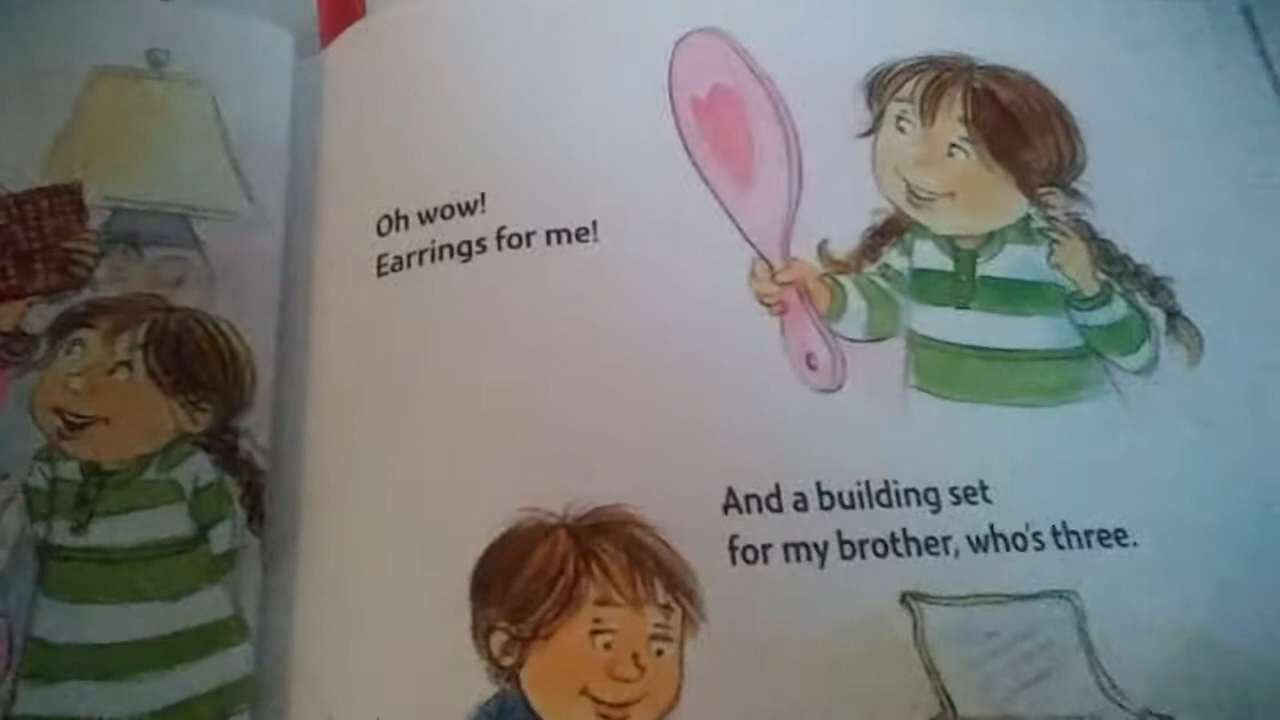 Oh wow!
Earrings for me!
And a building set
for my brother, who's three.